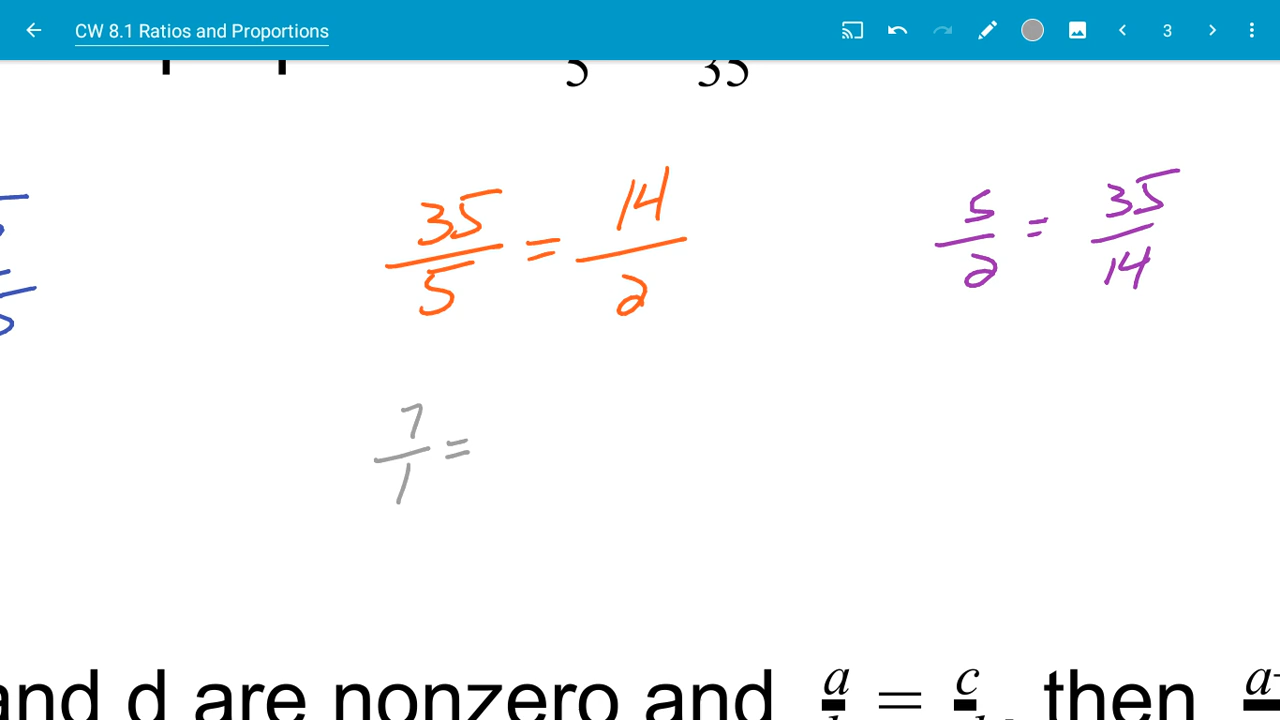 CW 8.1 Ratios and Proportions 3
5 35
35/5 = 14/2
5/2 = 35/14
7/1 =
and d are nonzero and a/ = c/ , then a